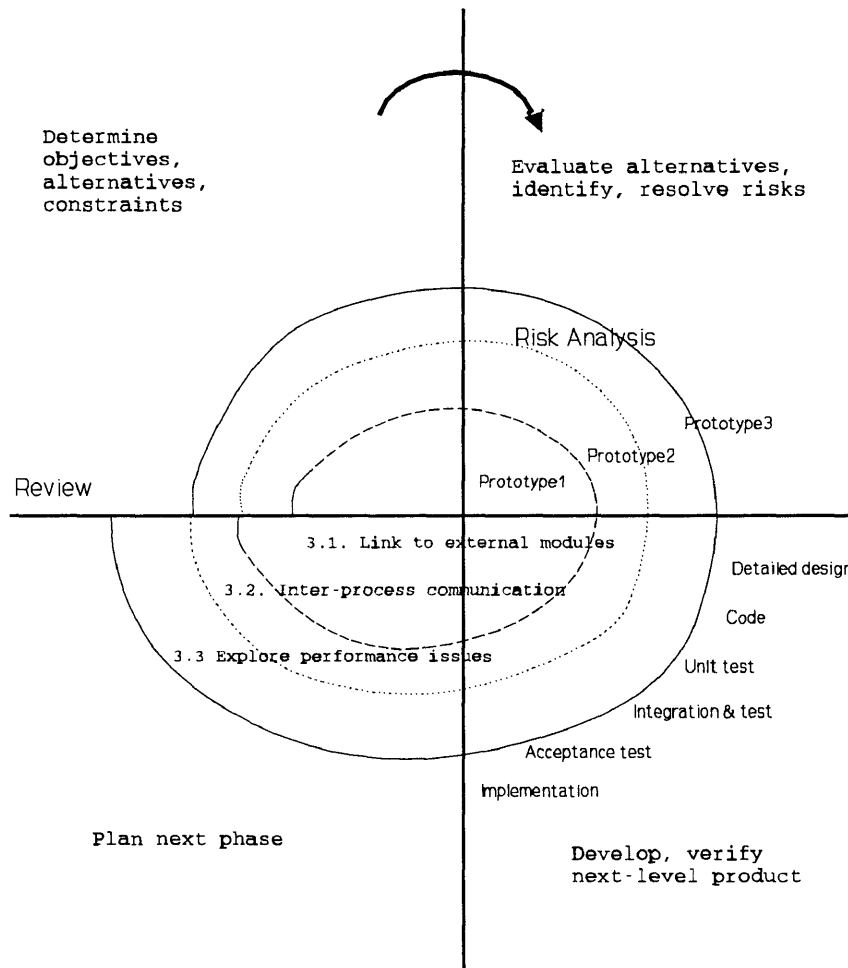 Determine
objectives,
alternatives,
constraints
Evaluate alternatives,
identify, resolve risks
Risk Analysis
Prototype3
Prototype2
Prototype1
Review
3.1. Link to external modules
3.2. Inter-process communication
3.3 Explore performance issues
Detailed design
Code
Unit test
Integration & test
Acceptance test
Implementation
Plan next phase
Develop, verify
next-level product